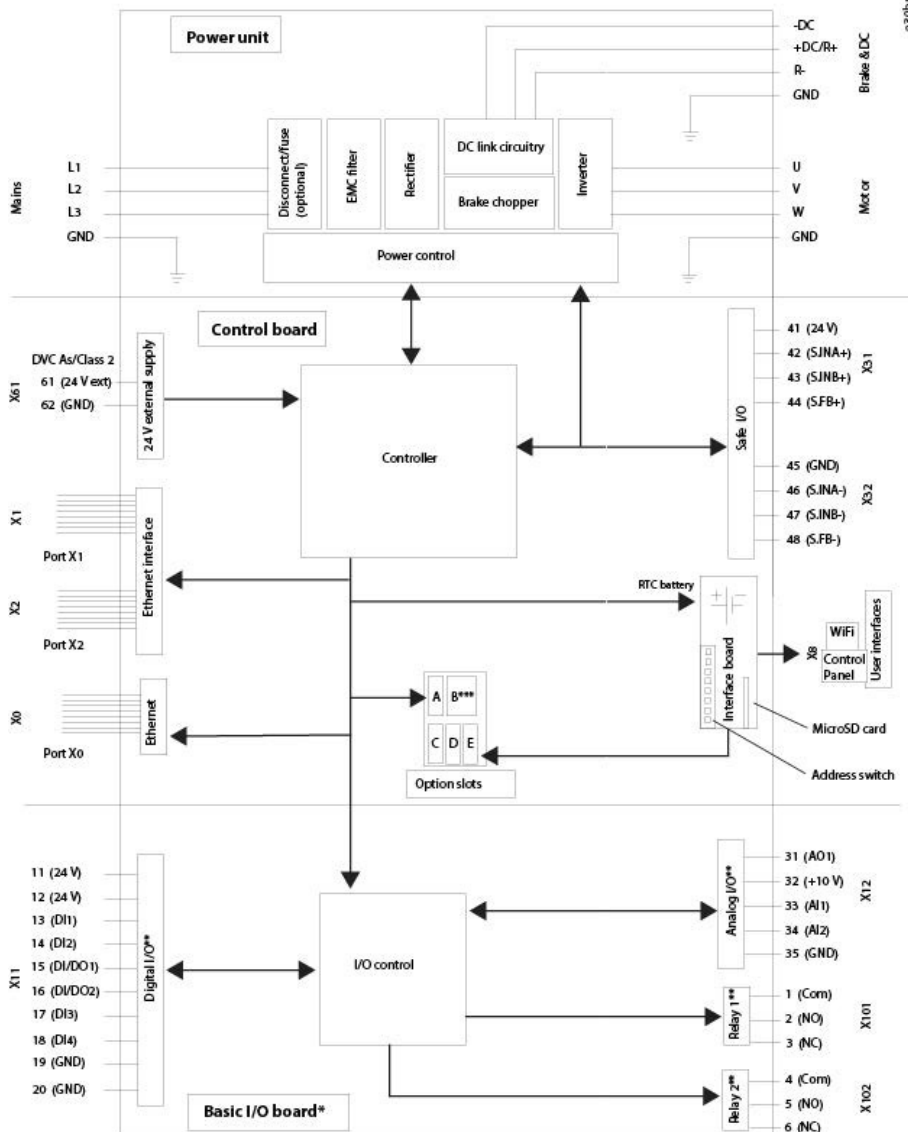 Power unit
-DC
+DC/R+
R-
GND
Brake & DC
Mains
L1
L2
L3
GND
Disconnect/fuse
(optional)
EMC filter
Rectifier
DC link circuitry
Brake chopper
Inverter
Power control
U
V
W
GND
Motor
Control board
X61
DVC As/Class 2
61 (24 V ext)
62 (GND)
24 V external supply
Controller
Safe I/O
41 (24 V)
42 (S.INA+)
43 (S.INB+)
44 (S.FB+)
X31
45 (GND)
46 (S.INA-)
47 (S.INB-)
48 (S.FB-)
X32
X1
Port X1
X2
Port X2
Ethernet interface
X0
Port X0
Ethernet
RTC battery
Interface board
X8
WiFi
Control
Panel
User interfaces
MicroSD card
Address switch
A
B***
C
D
E
Option slots
X11
11 (24 V)
12 (24 V)
13 (DI1)
14 (DI2)
15 (DI/DO1)
16 (DI/DO2)
17 (DI3)
18 (DI4)
19 (GND)
20 (GND)
Digital I/O**
I/O control
Analog I/O**
31 (AO1)
32 (+10 V)
33 (AI1)
34 (AI2)
35 (GND)
X12
Relay 1**
1 (Com)
2 (NO)
3 (NC)
X101
Relay 2**
4 (Com)
5 (NO)
6 (NC)
X102
Basic I/O board*